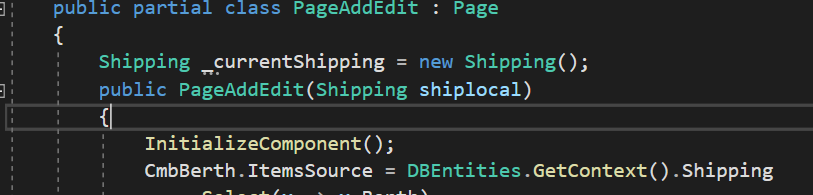 public partial class PageAddEdit : Page
{
Shipping _currentShipping = new Shipping();
public PageAddEdit(Shipping shiplocal)
{
InitializeComponent();
CmbBerth.ItemsSource = DBEntities.GetContext().Shipping